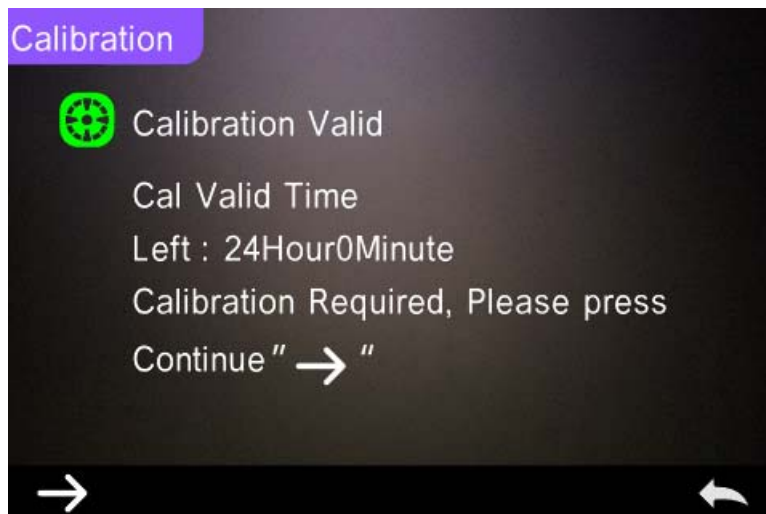 Calibration
Calibration Valid
Cal Valid Time
Left : 24Hour0Minute
Calibration Required, Please press
Continue " → "